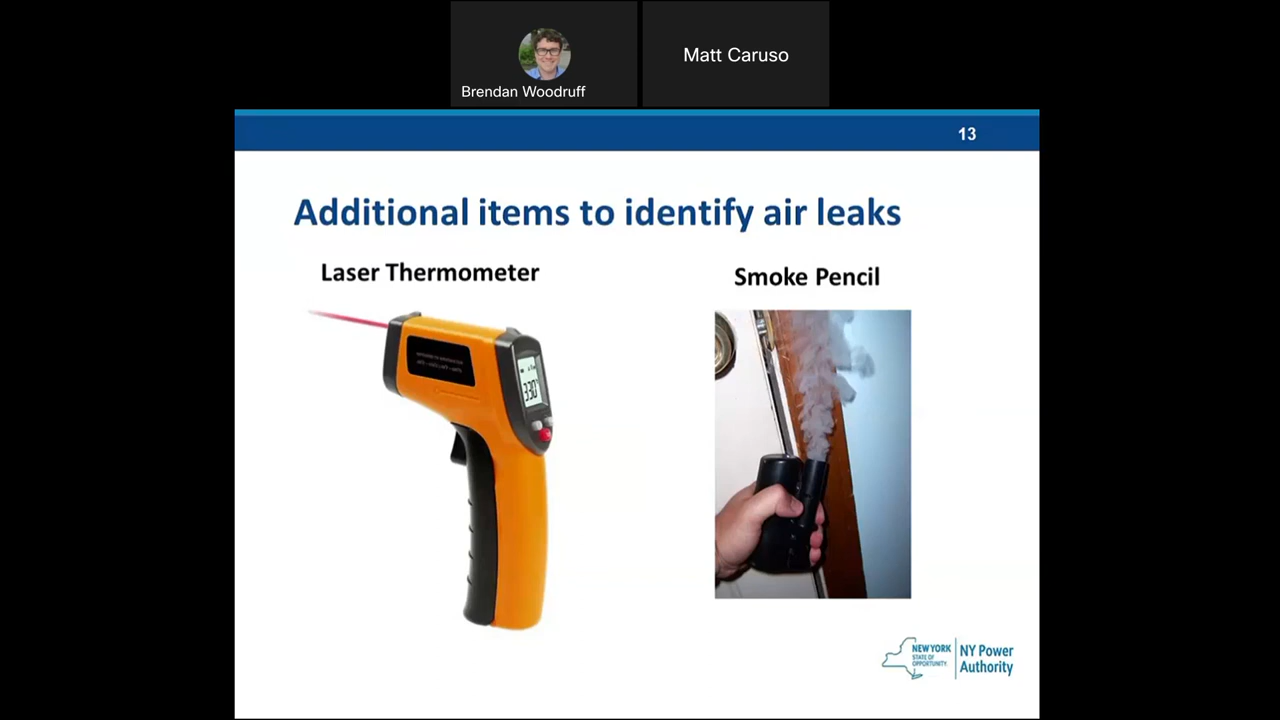 Brendan Woodruff
Matt Caruso
13
Additional items to identify air leaks
Laser Thermometer
Smoke Pencil
330
NEW YORK
STATE OF
OPPORTUNITY.
NY Power
Authority